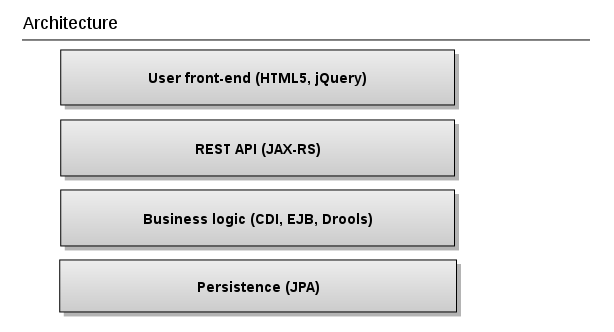 Architecture
User front-end (HTML5, jQuery)
REST API (JAX-RS)
Business logic (CDI, EJB, Drools)
Persistence (JPA)